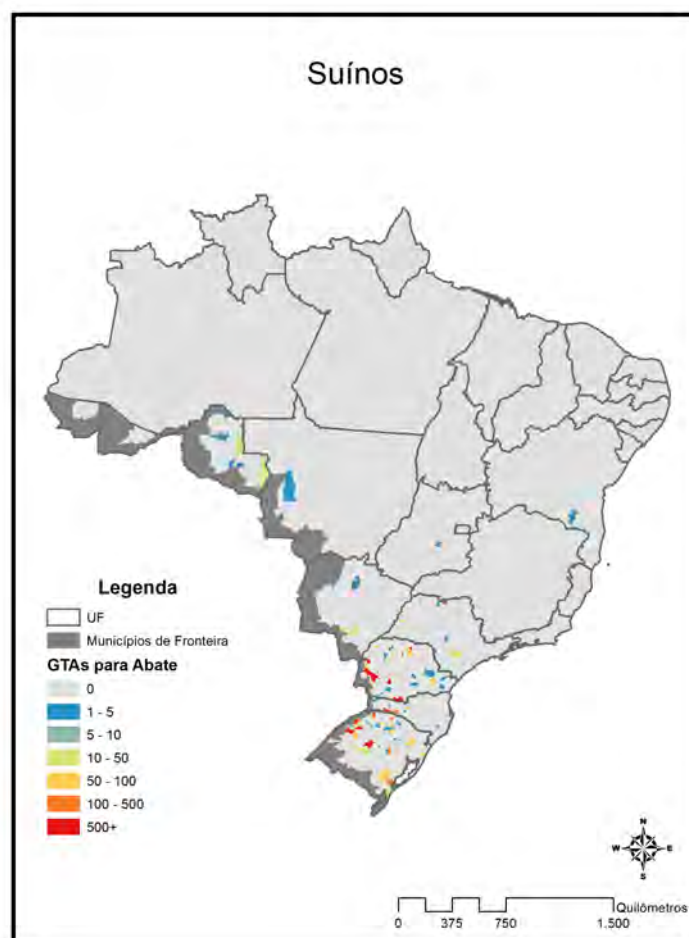 Suínos
Legenda
UF
Municípios de Fronteira
GTAs para Abate
0
1 - 5
5 - 10
10 - 50
50 - 100
100 - 500
500+
N
W E
S
Quilômetros
0 375 750 1.500